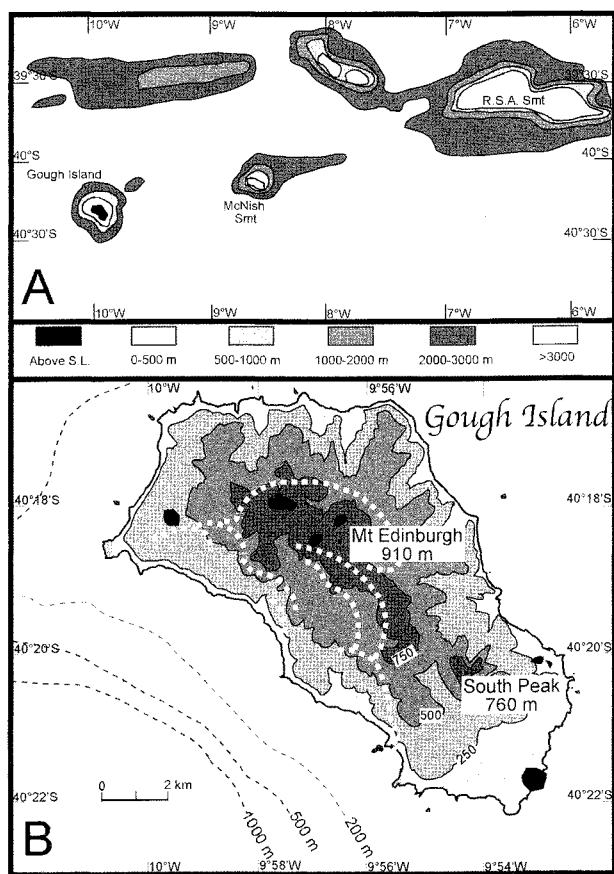 10°W 9°W 8°W 7°W 6°W
39°30'S 39°30'S
R.S.A. Smt
40°S 40°S
Gough Island
McNish
Smt
40°30'S 40°30'S
A
10°W 9°W 8°W 7°W 6°W
Above S.L. 0-500 m 500-1000 m 1000-2000 m 2000-3000 m >3000
B
10°W 9°56'W
Gough Island
40°18'S 40°18'S
Mt Edinburgh
910 m
40°20'S 40°20'S
750
South Peak
760 m
500
250
0 2 km
40°22'S 40°22'S
1000 m
500 m
200 m
10°W 9°58'W 9°56'W 9°54'W